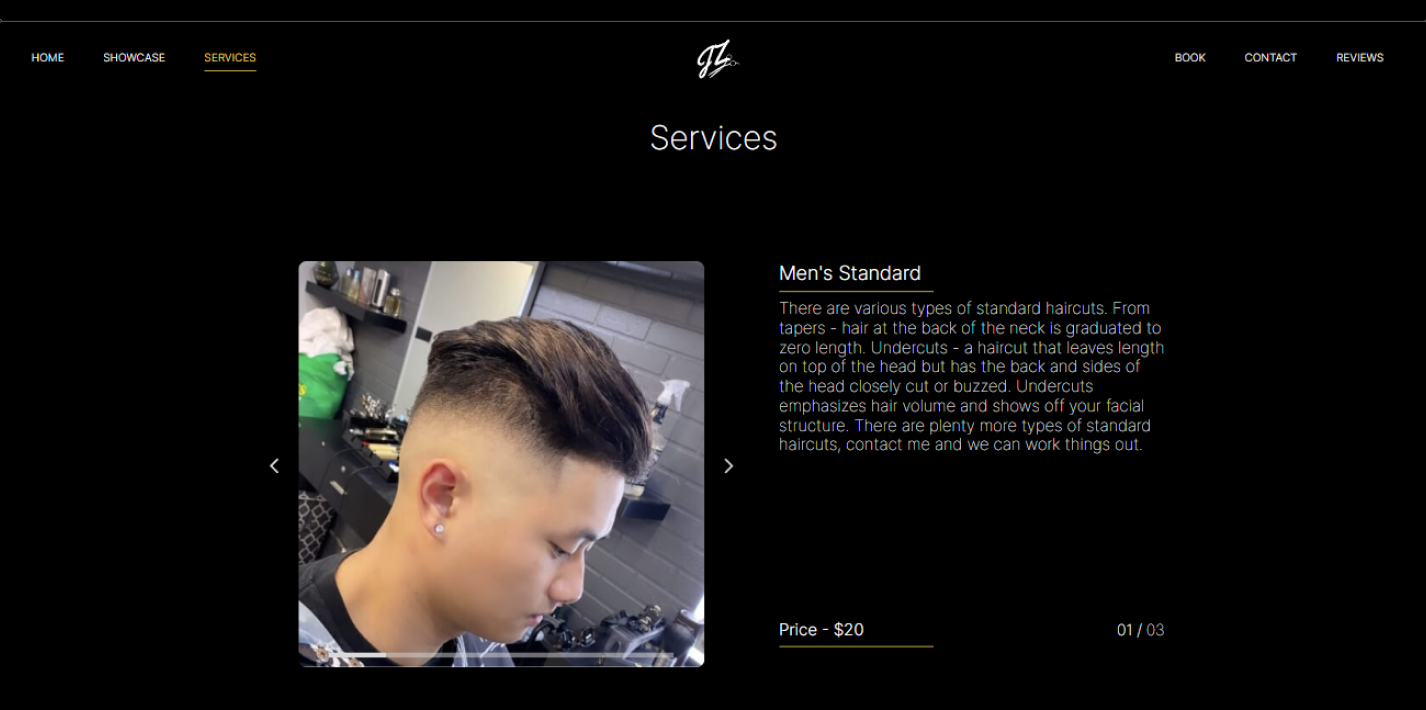 HOME SHOWCASE SERVICES JZ BOOK CONTACT REVIEWS
Services
Men's Standard
There are various types of standard haircuts. From
tapers - hair at the back of the neck is graduated to
zero length. Undercuts - a haircut that leaves length
on top of the head but has the back and sides of
the head closely cut or buzzed. Undercuts
emphasizes hair volume and shows off your facial
structure. There are plenty more types of standard
haircuts, contact me and we can work things out.
Price - $20
01 / 03